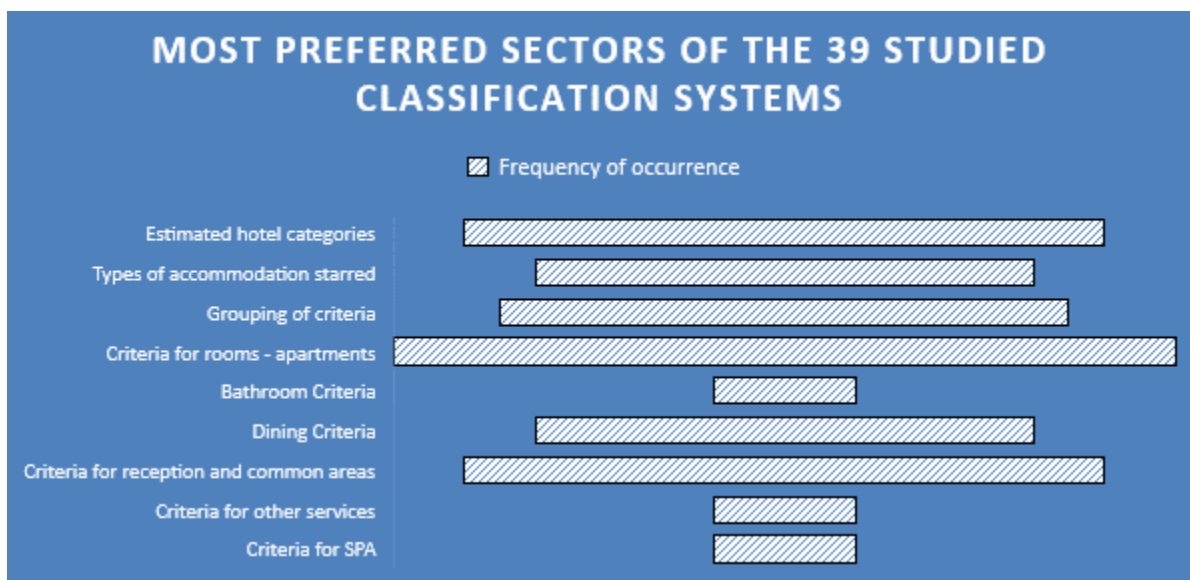 MOST PREFERRED SECTORS OF THE 39 STUDIED
CLASSIFICATION SYSTEMS
Frequency of occurrence
Estimated hotel categories
Types of accommodation starred
Grouping of criteria
Criteria for rooms - apartments
Bathroom Criteria
Dining Criteria
Criteria for reception and common areas
Criteria for other services
Criteria for SPA